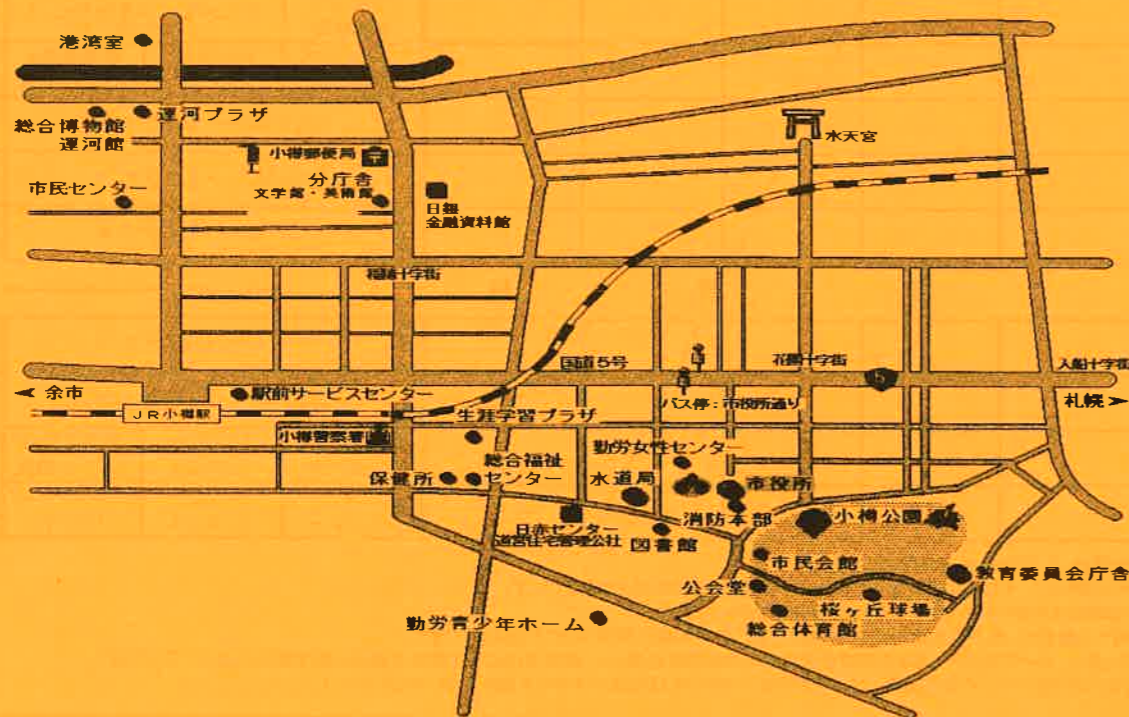 港湾室
総合博物館
運河館
運河プラザ
小樽郵便局
分庁舎
文学館・美術館
市民センター
日銀
金融資料館
水天宮
稲穂十字街
国道5号
花園十字街
入船十字街
余市
駅前サービスセンター
バス停：市役所通り
札幌
JR小樽駅
生涯学習プラザ
小樽警察署
勤労女性センター
総合福祉
センター
保健所
水道局
市役所
消防本部
小樽公園
日赤センター
道営住宅管理公社
図書館
市民会館
教育委員会庁舎
公会堂
桜ヶ丘球場
総合体育館
勤労青少年ホーム
5